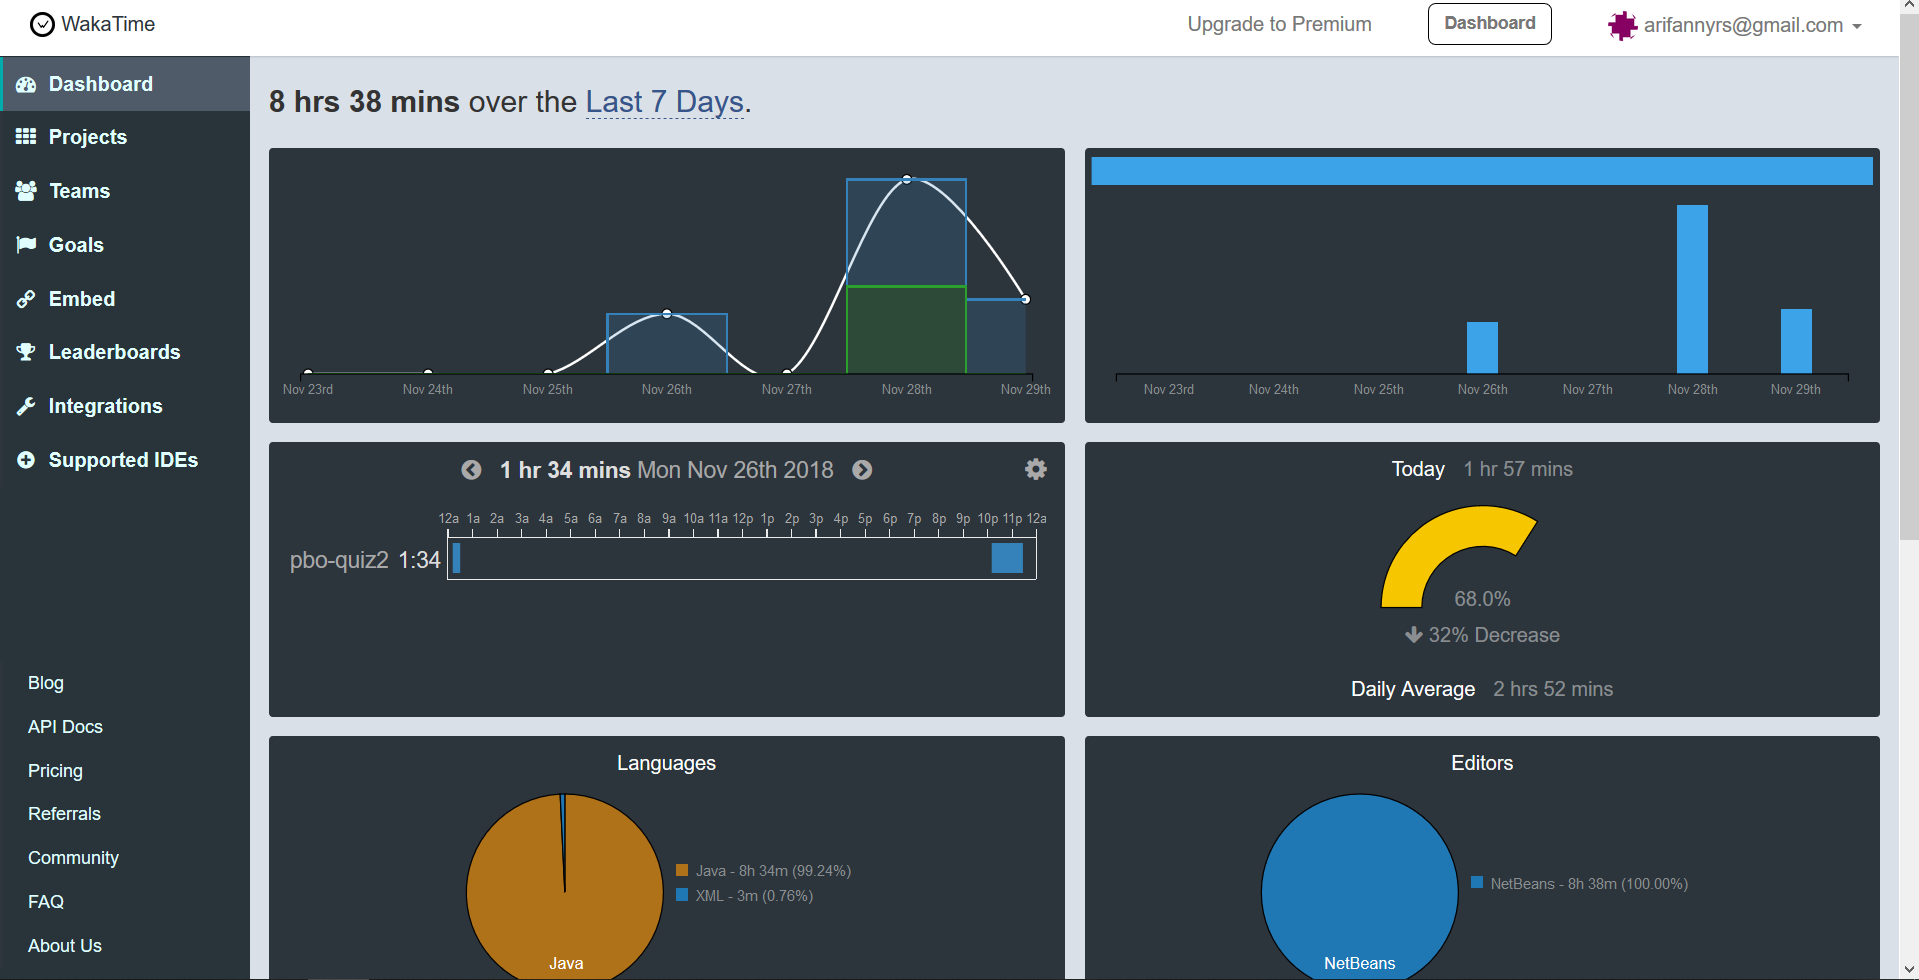 WakaTime
Upgrade to Premium
Dashboard
arifannyrs@gmail.com
Dashboard
Projects
Teams
Goals
Embed
Leaderboards
Integrations
Supported IDEs
Blog
API Docs
Pricing
Referrals
Community
FAQ
About Us
8 hrs 38 mins over the Last 7 Days.
Nov 23rd Nov 24th Nov 25th Nov 26th Nov 27th Nov 28th Nov 29th
Nov 23rd Nov 24th Nov 25th Nov 26th Nov 27th Nov 28th Nov 29th
1 hr 34 mins Mon Nov 26th 2018
12a 1a 2a 3a 4a 5a 6a 7a 8a 9a 10a 11a 12p 1p 2p 3p 4p 5p 6p 7p 8p 9p 10p 11p 12a
pbo-quiz2 1:34
Today 1 hr 57 mins
68.0%
32% Decrease
Daily Average 2 hrs 52 mins
Languages
Java - 8h 34m (99.24%)
XML - 3m (0.76%)
Java
Editors
NetBeans - 8h 38m (100.00%)
NetBeans